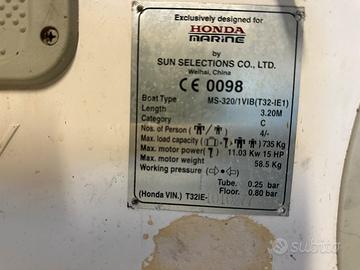 Exclusively designed for
HONDA
MARINE
by
SUN SELECTIONS CO., LTD.
Weihai, China
CE 0098
Boat Type MS-320/1VIB(T32-IE1)
Length 3.20M
Category C
Nos. of Person ( / ) 4/-
Max. load capacity ( ) 735 Kg
Max. motor power( ) 11.03 Kw 15 HP
Max. motor weight 58.5 Kg
Working pressure (⇨•⇦)
Tube. 0.25 bar
Floor. 0.80 bar
(Honda VIN.) T32IE-
subito